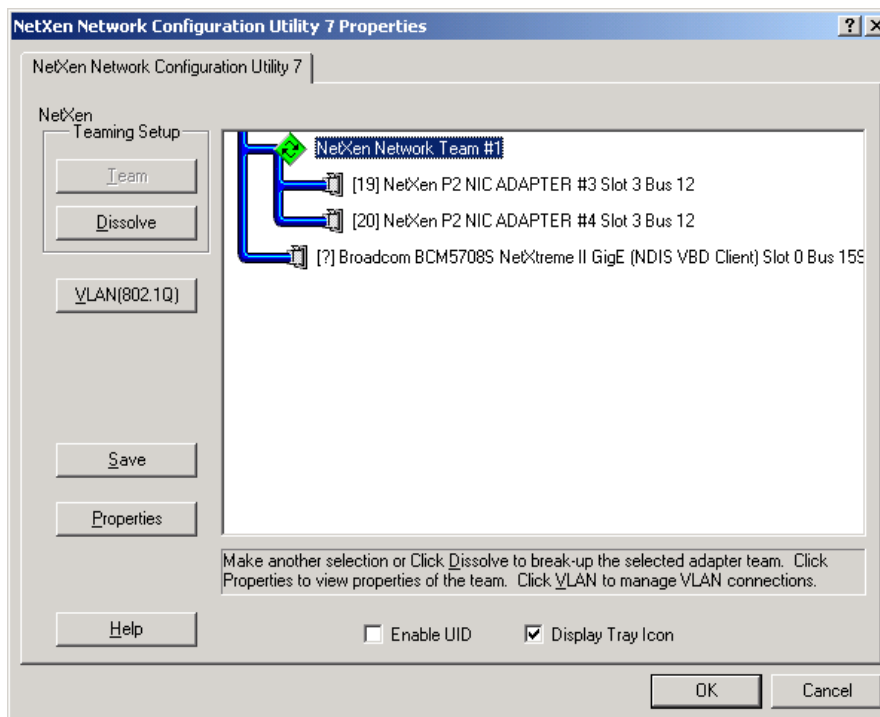 NetXen Network Configuration Utility 7 Properties
NetXen Network Configuration Utility 7
NetXen
Teaming Setup
Team
Dissolve
VLAN(802.1Q)
Save
Properties
Help
NetXen Network Team #1
[19] NetXen P2 NIC ADAPTER #3 Slot 3 Bus 12
[20] NetXen P2 NIC ADAPTER #4 Slot 3 Bus 12
[?] Broadcom BCM5708S NetXtreme II GigE (NDIS VBD Client) Slot 0 Bus 159
Make another selection or Click Dissolve to break-up the selected adapter team. Click
Properties to view properties of the team. Click VLAN to manage VLAN connections.
Enable UID
Display Tray Icon
OK
Cancel